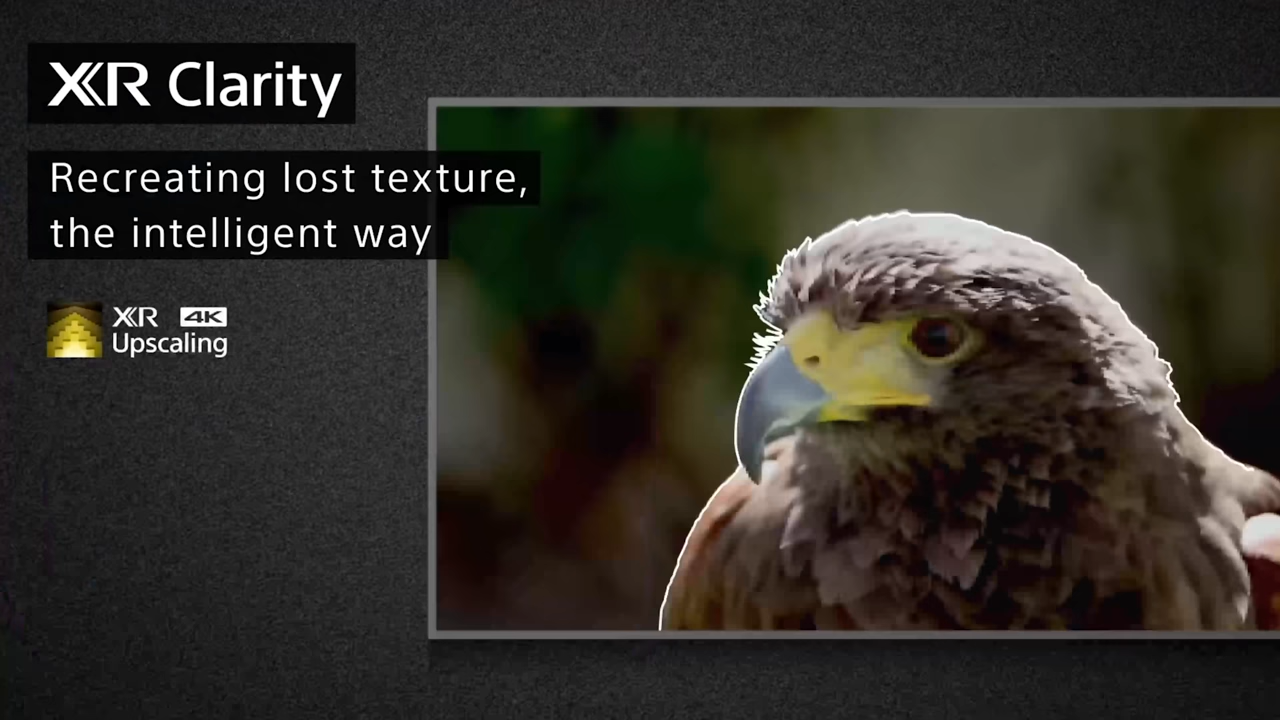 XR Clarity
Recreating lost texture,
the intelligent way
XR 4K
Upscaling